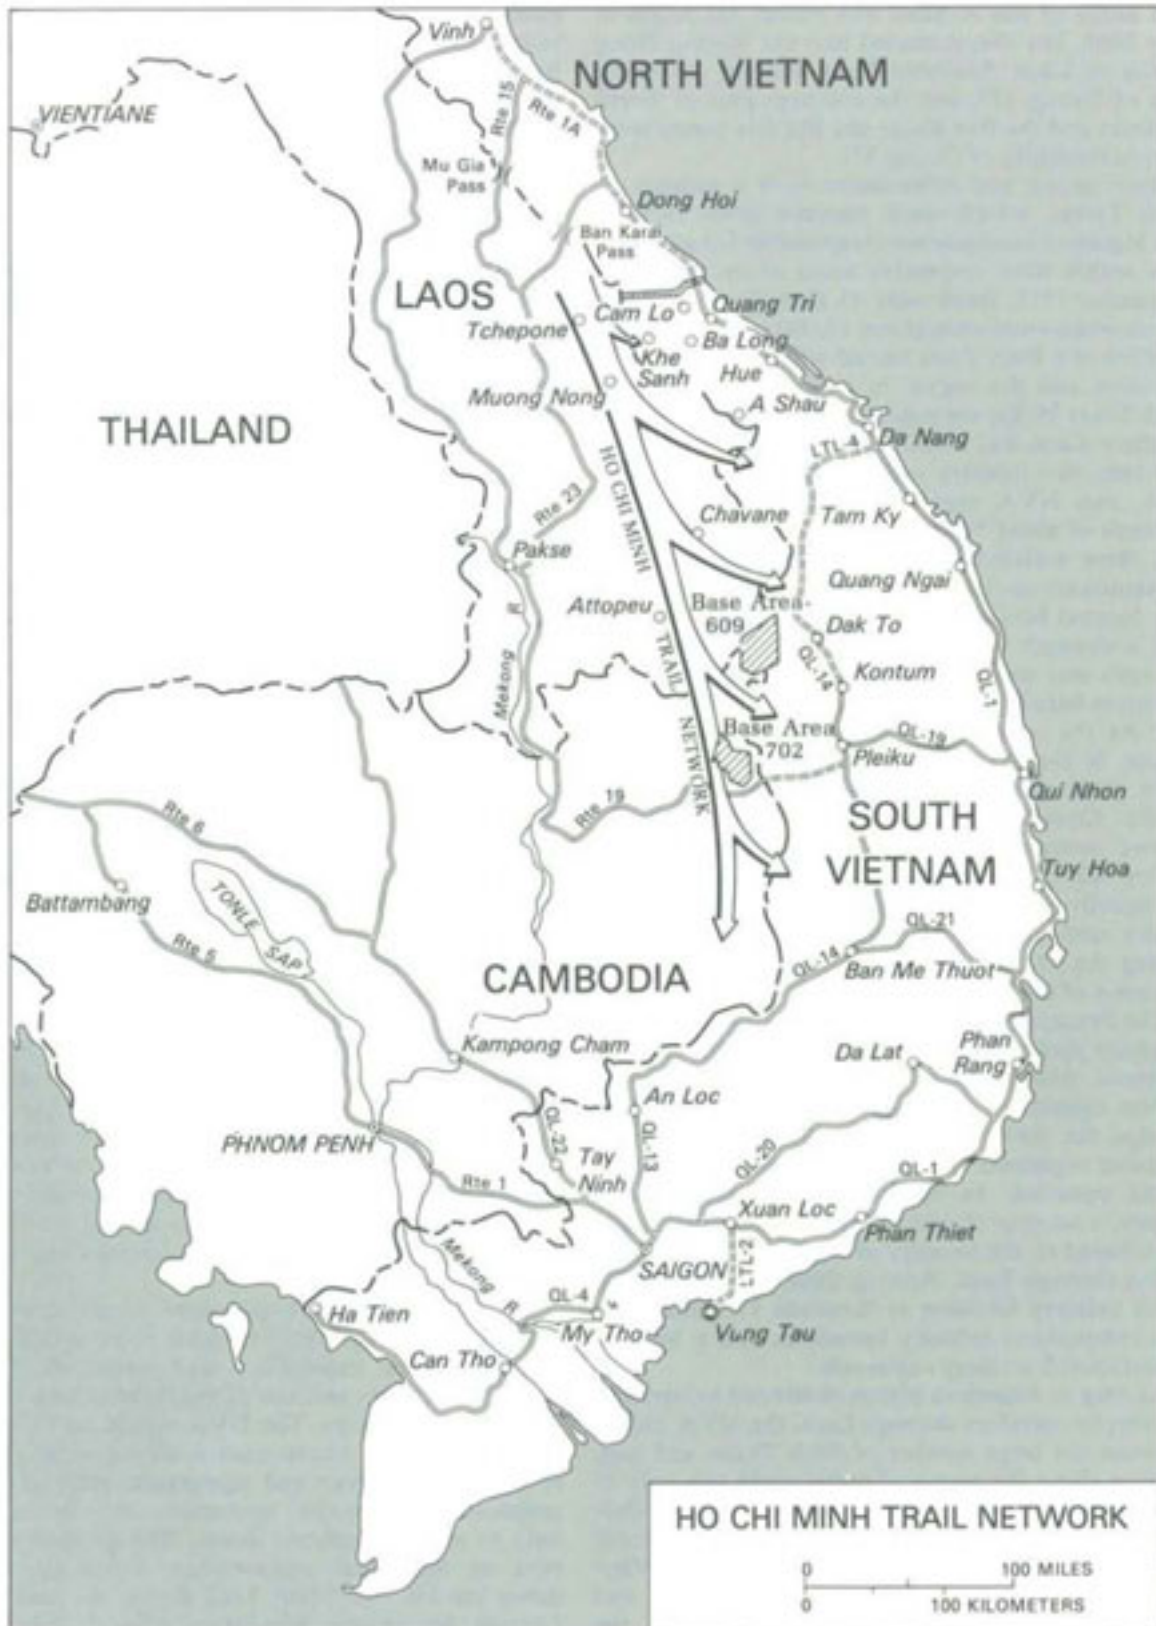 Vinh
NORTH VIETNAM
VIENTIANE
Rte 15
Rte 1A
Mu Gia
Pass
Dong Hoi
Ban Karai
Pass
LAOS
Cam Lo
Quang Tri
Tchepone
Khe
Sanh
Ba Long
Hue
Muong Nong
A Shau
THAILAND
LTL-4
Da Nang
HO CHI MINH
TRAIL
NETWORK
Rte 23
Chavane
Tam Ky
Pakse
Quang Ngai
Attopeu
Base Area-
609
Dak To
QL-14
Kontum
Mekong
R
QL-1
Base Area
702
QL-19
Pleiku
Qui Nhon
Rte 19
Rte 6
SOUTH
VIETNAM
Tuy Hoa
Battambang
TONLE
SAP
Rte 5
QL-21
CAMBODIA
QL-14
Ban Me Thuot
Kampong Cham
Da Lat
Phan
Rang
An Loc
PHNOM PENH
QL-22
QL-13
Tay
Ninh
QL-20
QL-1
Rte 1
Xuan Loc
Phan Thiet
Mekong
R
SAIGON
LTL-2
QL-4
Ha Tien
My Tho
Vung Tau
Can Tho
HO CHI MINH TRAIL NETWORK
0 100 MILES
0 100 KILOMETERS